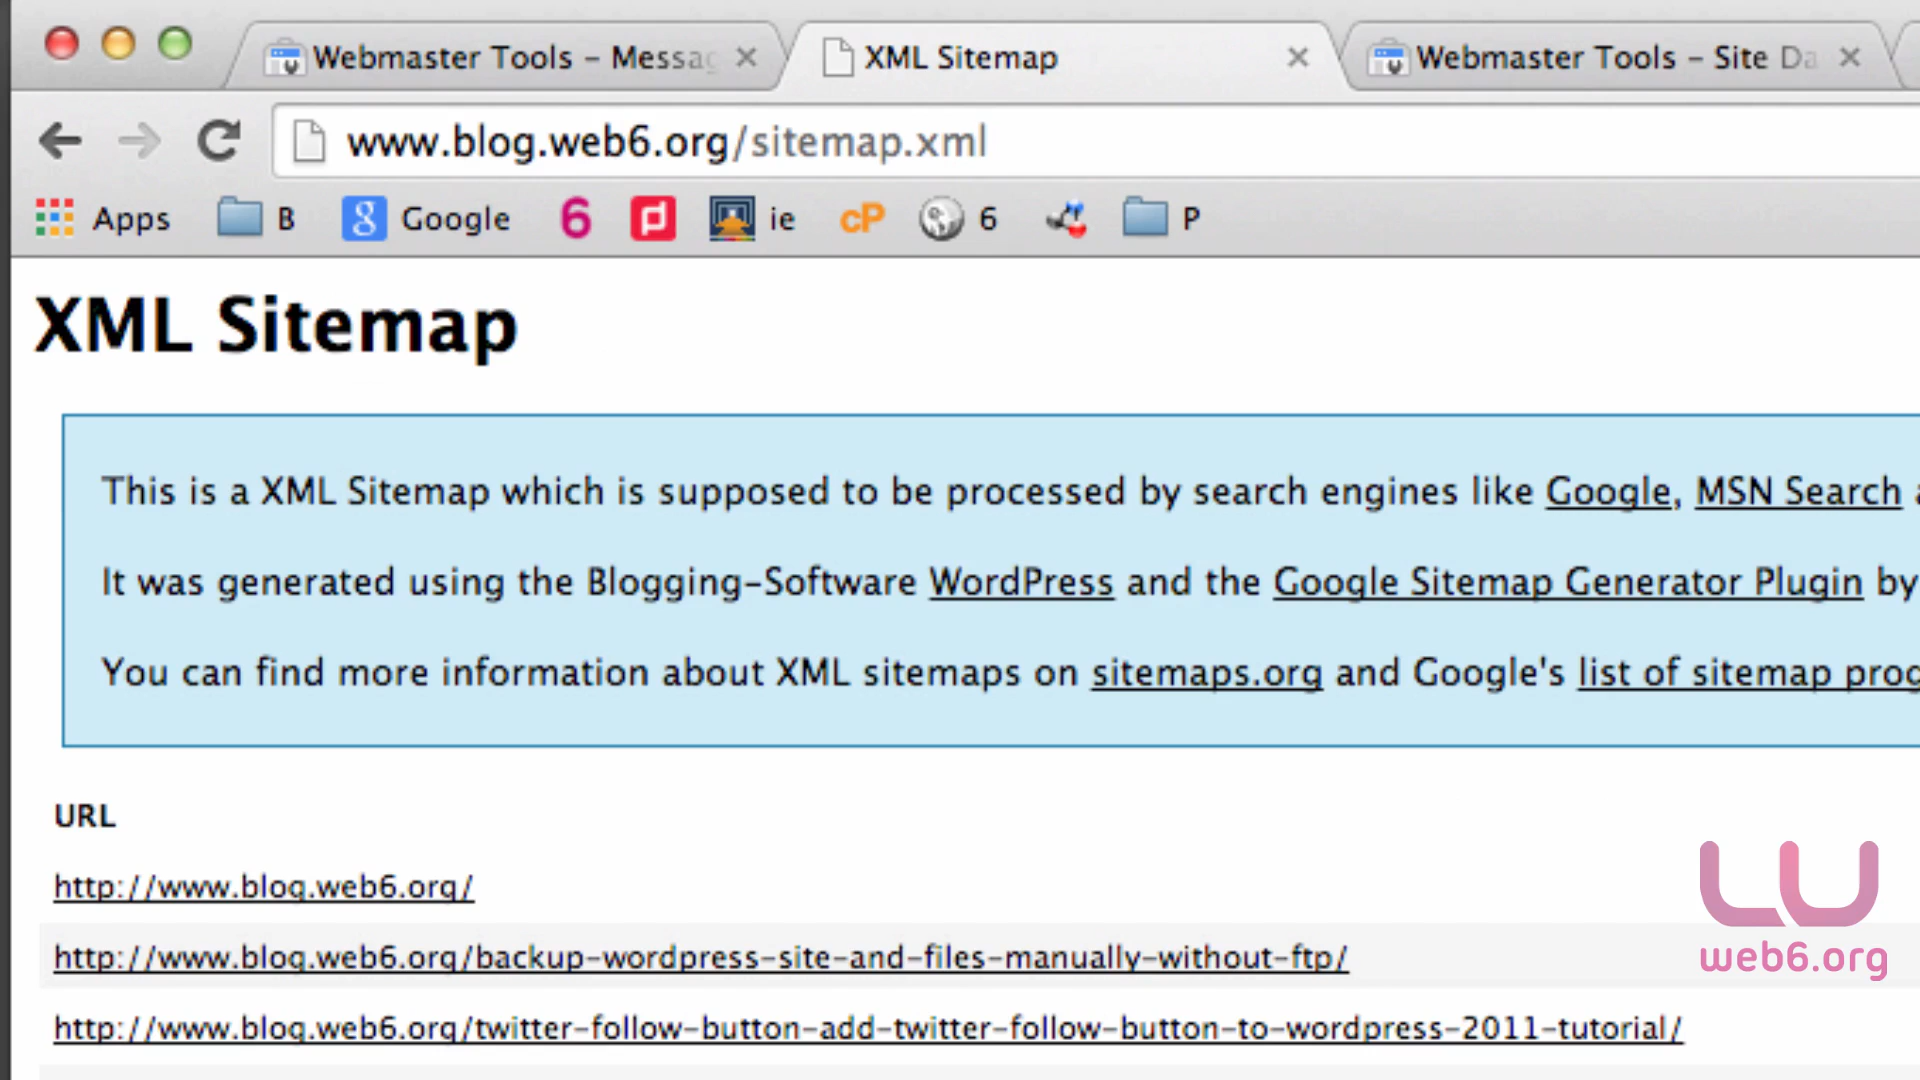 Webmaster Tools – Messag
XML Sitemap
Webmaster Tools – Site Da
www.blog.web6.org/sitemap.xml
Apps
B
Google
6
ie
cP
6
P
XML Sitemap
This is a XML Sitemap which is supposed to be processed by search engines like Google, MSN Search a
It was generated using the Blogging-Software WordPress and the Google Sitemap Generator Plugin by
You can find more information about XML sitemaps on sitemaps.org and Google's list of sitemap prog
URL
http://www.blog.web6.org/
http://www.blog.web6.org/backup-wordpress-site-and-files-manually-without-ftp/
http://www.blog.web6.org/twitter-follow-button-add-twitter-follow-button-to-wordpress-2011-tutorial/
web6.org